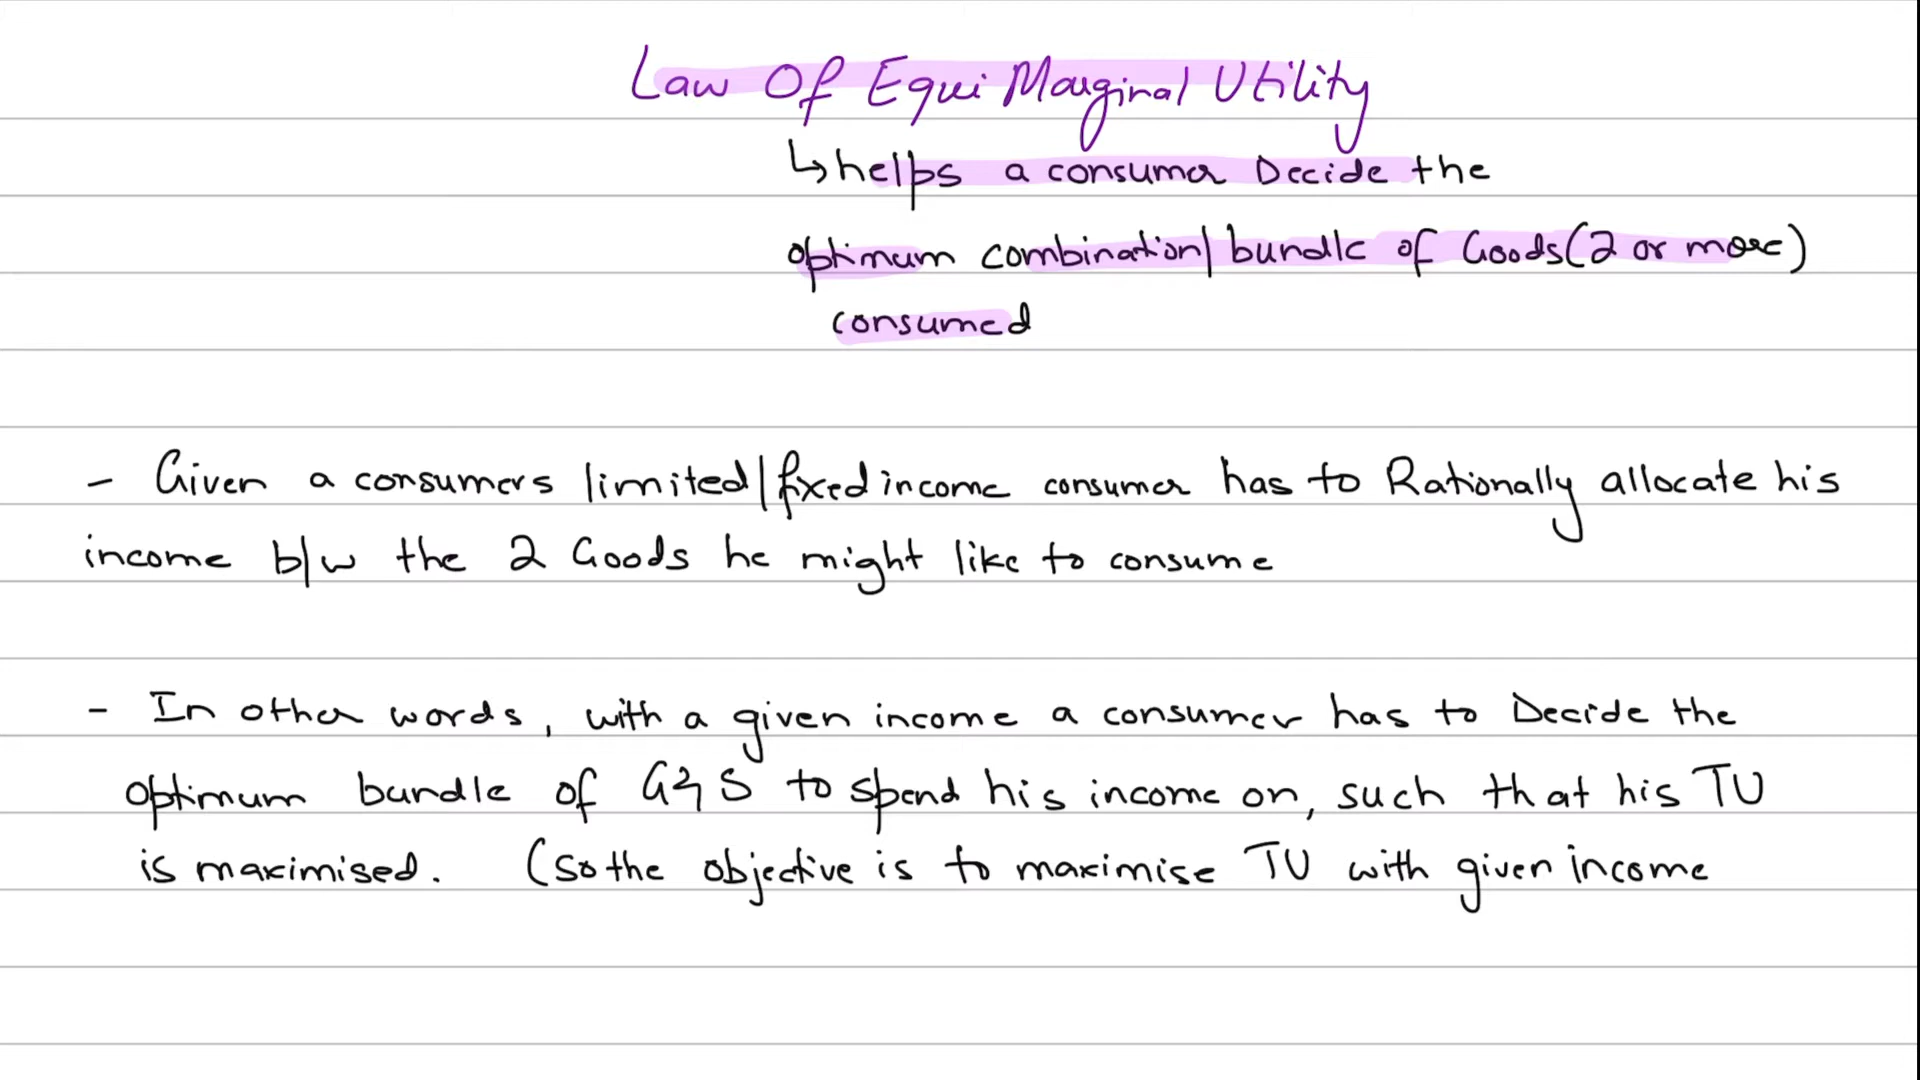 Law Of Equi Marginal Utility
↳ helps a consumer Decide the
optimum combination/bundle of Goods (2 or more)
consumed
- Given a consumers limited/fixed income consumer has to Rationally allocate his
income b/w the 2 Goods he might like to consume
- In other words, with a given income a consumer has to Decide the
optimum bundle of G & S to spend his income on, such that his TU
is maximised. (so the objective is to maximise TU with given income